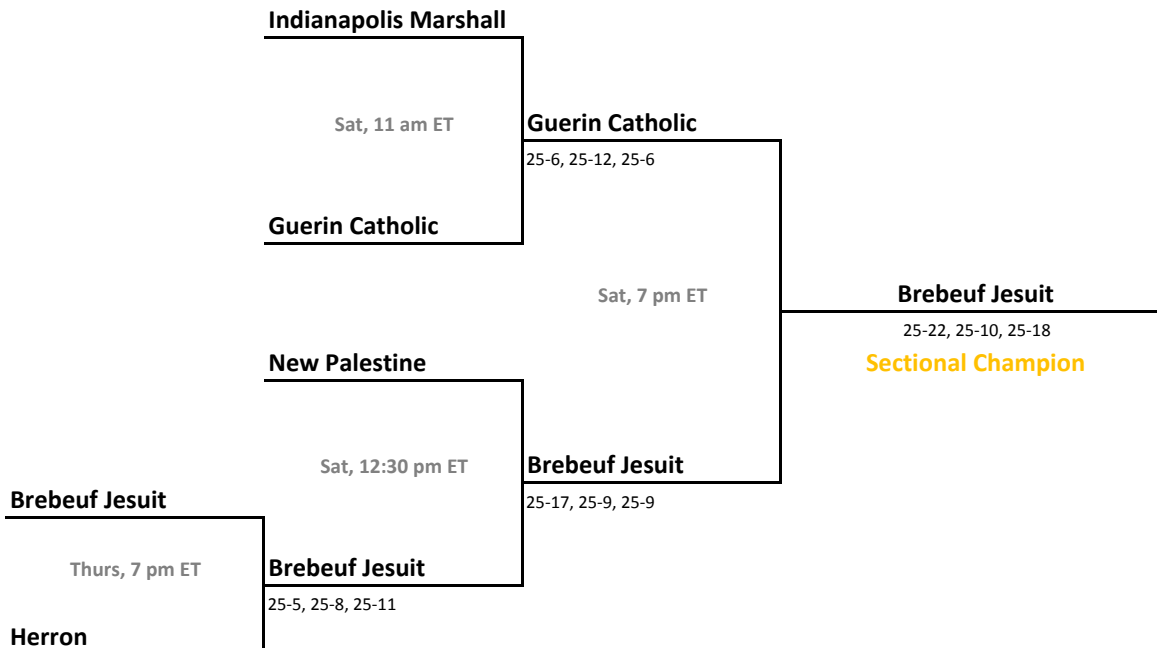 Indianapolis Marshall
Sat, 11 am ET
Guerin Catholic
25-6, 25-12, 25-6
Guerin Catholic
Sat, 7 pm ET
Brebeuf Jesuit
25-22, 25-10, 25-18
New Palestine
Sectional Champion
Sat, 12:30 pm ET
Brebeuf Jesuit
25-17, 25-9, 25-9
Brebeuf Jesuit
Thurs, 7 pm ET
Brebeuf Jesuit
25-5, 25-8, 25-11
Herron